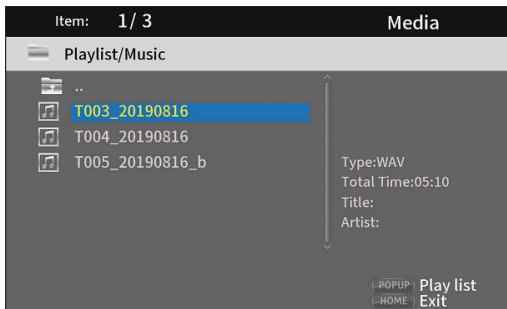 Item: 1/ 3 Media
Playlist/Music
..
T003_20190816
T004_20190816
T005_20190816_b
Type:WAV
Total Time:05:10
Title:
Artist:
POPUP Play list
HOME Exit